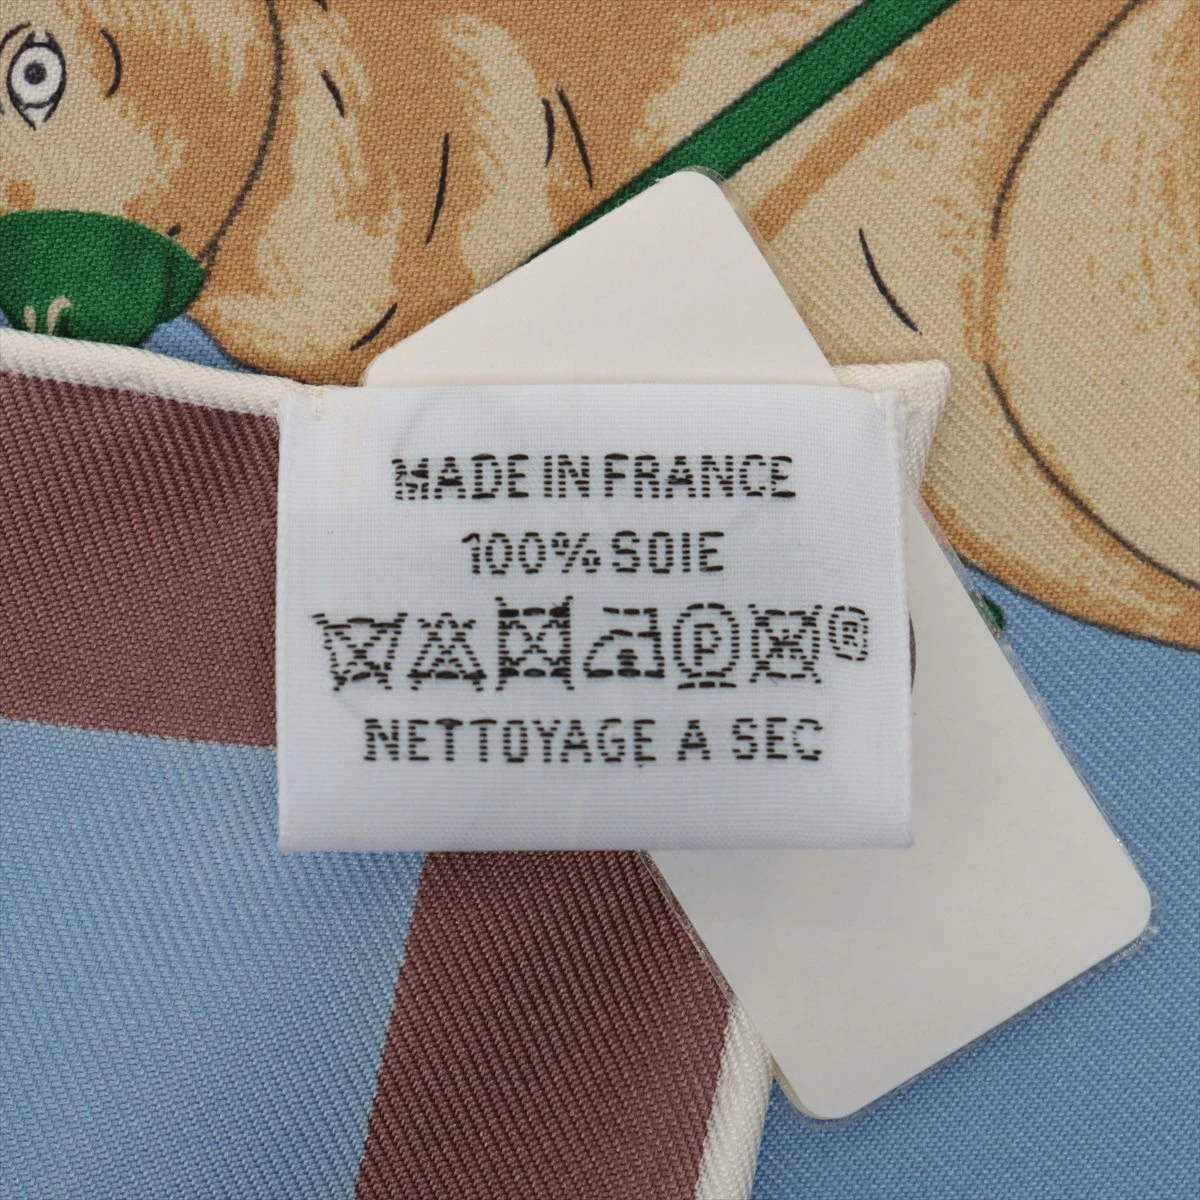 MADE IN FRANCE
100% SOIE
P ®
NETTOYAGE A SEC